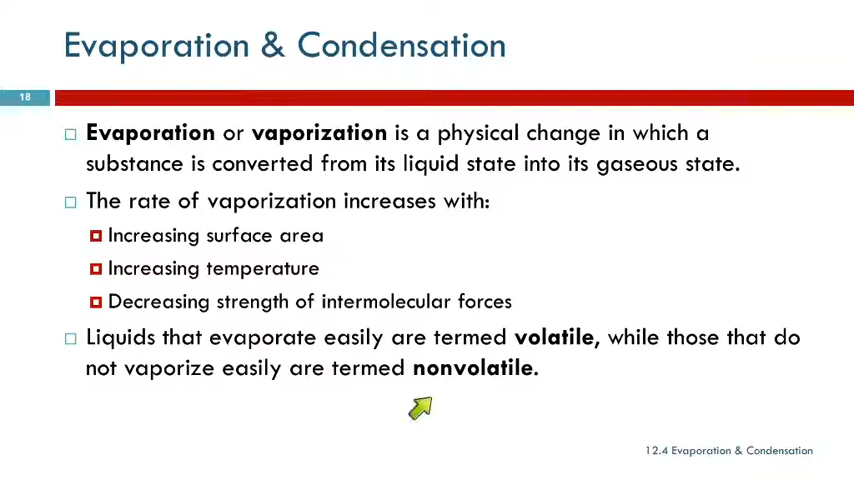 Evaporation & Condensation
18
Evaporation or vaporization is a physical change in which a
substance is converted from its liquid state into its gaseous state.
The rate of vaporization increases with:
Increasing surface area
Increasing temperature
Decreasing strength of intermolecular forces
Liquids that evaporate easily are termed volatile, while those that do
not vaporize easily are termed nonvolatile.
12.4 Evaporation & Condensation